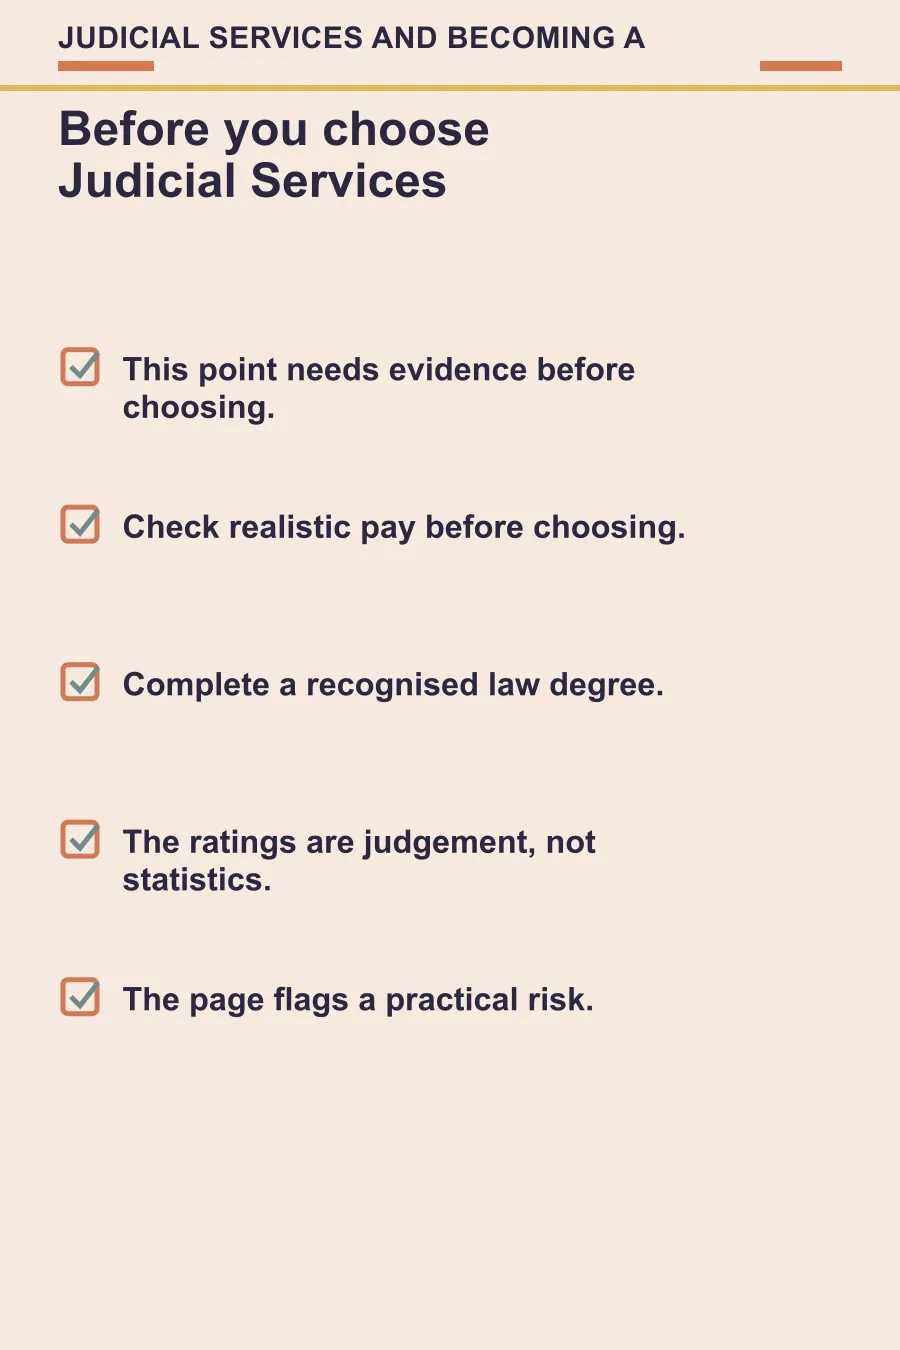 JUDICIAL SERVICES AND BECOMING A
Before you choose
Judicial Services
This point needs evidence before
choosing.
Check realistic pay before choosing.
Complete a recognised law degree.
The ratings are judgement, not
statistics.
The page flags a practical risk.